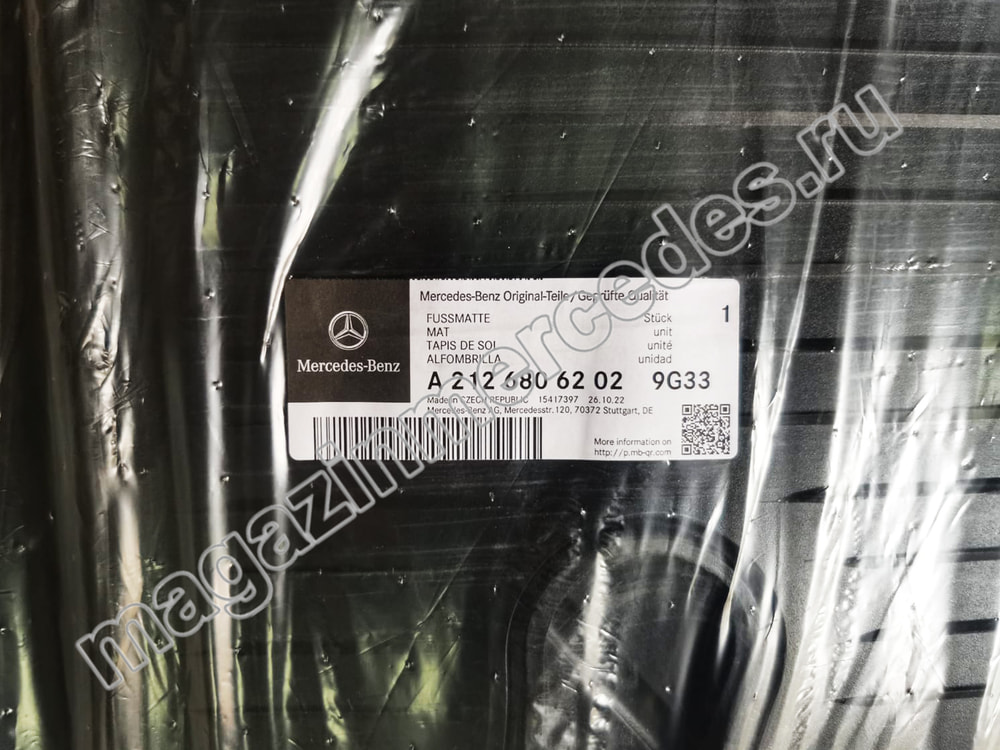 Mercedes-Benz Original-Teile/Geprüfte Qualität
FUSSMATTE Stück 1
MAT unit
TAPIS DE SOL unité
ALFOMBRILLA unidad
Mercedes-Benz
A 212 680 62 02 9G33
Made in CZECH REPUBLIC 15417397 26.10.22
Mercedes-Benz AG, Mercedesstr.120, 70372 Stuttgart, DE
More information on
http://p.mb-qr.com
magazinmercedes.ru